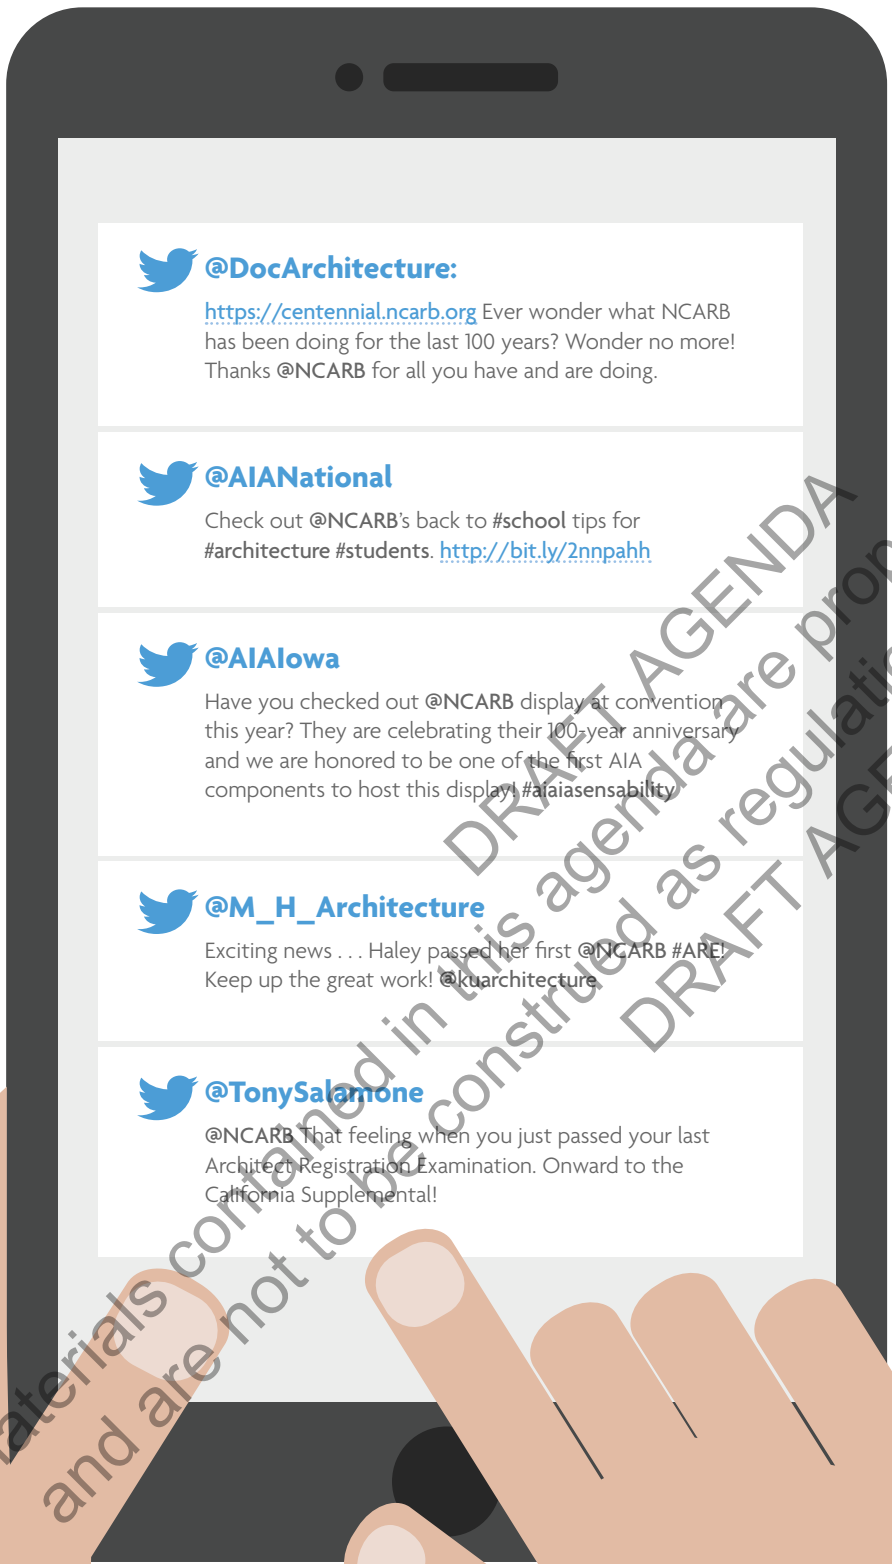 @DocArchitecture:
https://centennial.ncarb.org Ever wonder what NCARB
has been doing for the last 100 years? Wonder no more!
Thanks @NCARB for all you have and are doing.
@AIANational
Check out @NCARB's back to #school tips for
#architecture #students. http://bit.ly/2nnpahh
@AIAIowa
Have you checked out @NCARB display at convention
this year? They are celebrating their 100-year anniversary
and we are honored to be one of the first AIA
components to host this display! #aiaiasensability
@M_H_Architecture
Exciting news . . . Haley passed her first @NCARB #ARE!
Keep up the great work! @kuarchitecture
@TonySalamone
@NCARB That feeling when you just passed your last
Architect Registration Examination. Onward to the
California Supplemental!
DRAFT AGENDA
contained in this agenda are
and are not to be construed as
DRAFT